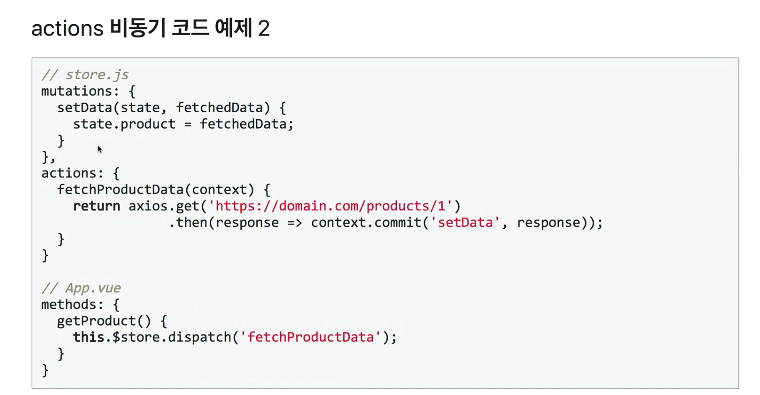 actions 비동기 코드 예제 2
// store.js
mutations: {
  setData(state, fetchedData) {
    state.product = fetchedData;
  }
},
actions: {
  fetchProductData(context) {
    return axios.get('https://domain.com/products/1')
                .then(response => context.commit('setData', response));
  }
}
// App.vue
methods: {
  getProduct() {
    this.$store.dispatch('fetchProductData');
  }
}